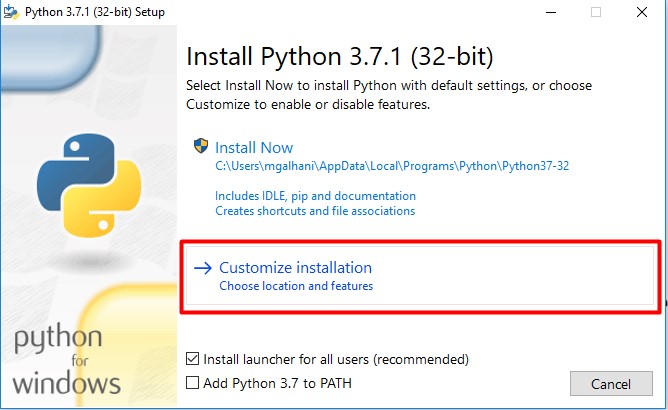 Python 3.7.1 (32-bit) Setup
Install Python 3.7.1 (32-bit)
Select Install Now to install Python with default settings, or choose
Customize to enable or disable features.
Install Now
C:\Users\mgalhani\AppData\Local\Programs\Python\Python37-32
Includes IDLE, pip and documentation
Creates shortcuts and file associations
Customize installation
Choose location and features
python
for
windows
Install launcher for all users (recommended)
Add Python 3.7 to PATH
Cancel